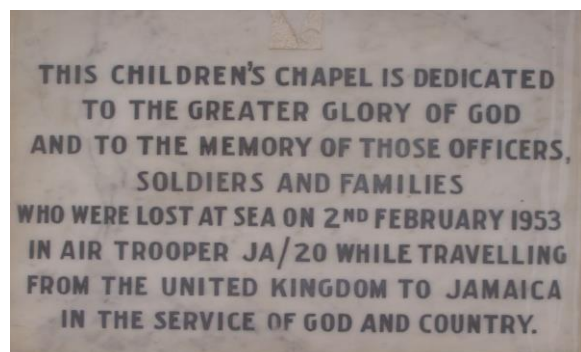 THIS CHILDREN'S CHAPEL IS DEDICATED
TO THE GREATER GLORY OF GOD
AND TO THE MEMORY OF THOSE OFFICERS,
SOLDIERS AND FAMILIES
WHO WERE LOST AT SEA ON 2ND FEBRUARY 1953
IN AIR TROOPER JA/20 WHILE TRAVELLING
FROM THE UNITED KINGDOM TO JAMAICA
IN THE SERVICE OF GOD AND COUNTRY.